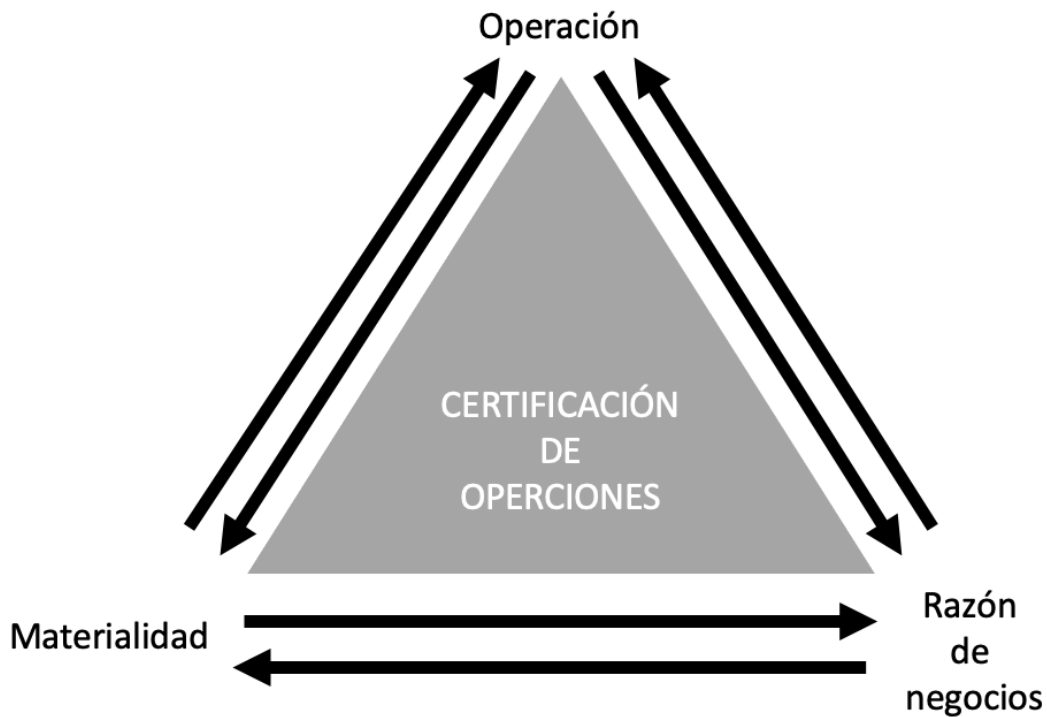 Operación
CERTIFICACIÓN
DE
OPERCIONES
Materialidad
Razón
de
negocios